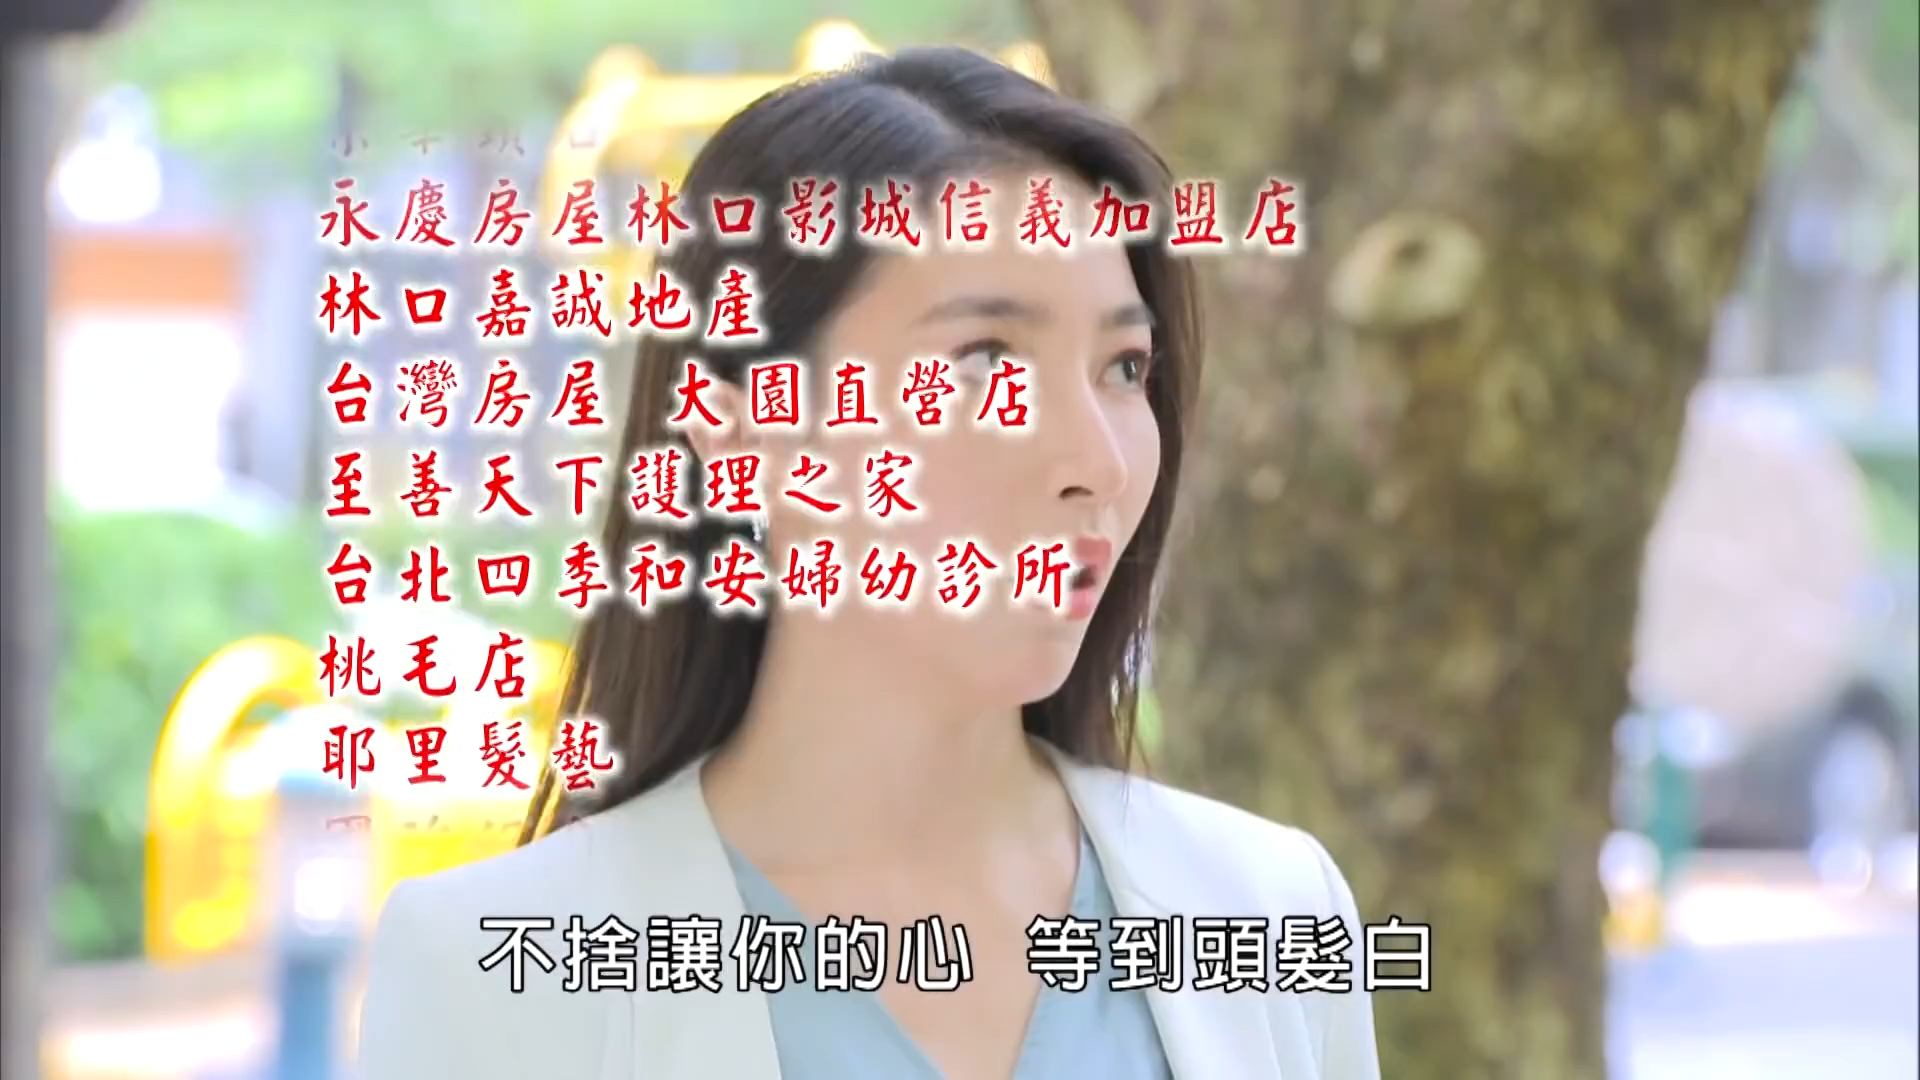 永慶房屋林口影城信義加盟店
林口嘉誠地產
台灣房屋 大園直營店
至善天下護理之家
台北四季和安婦幼診所
桃毛店
耶里髮藝
不捨讓你的心 等到頭髮白